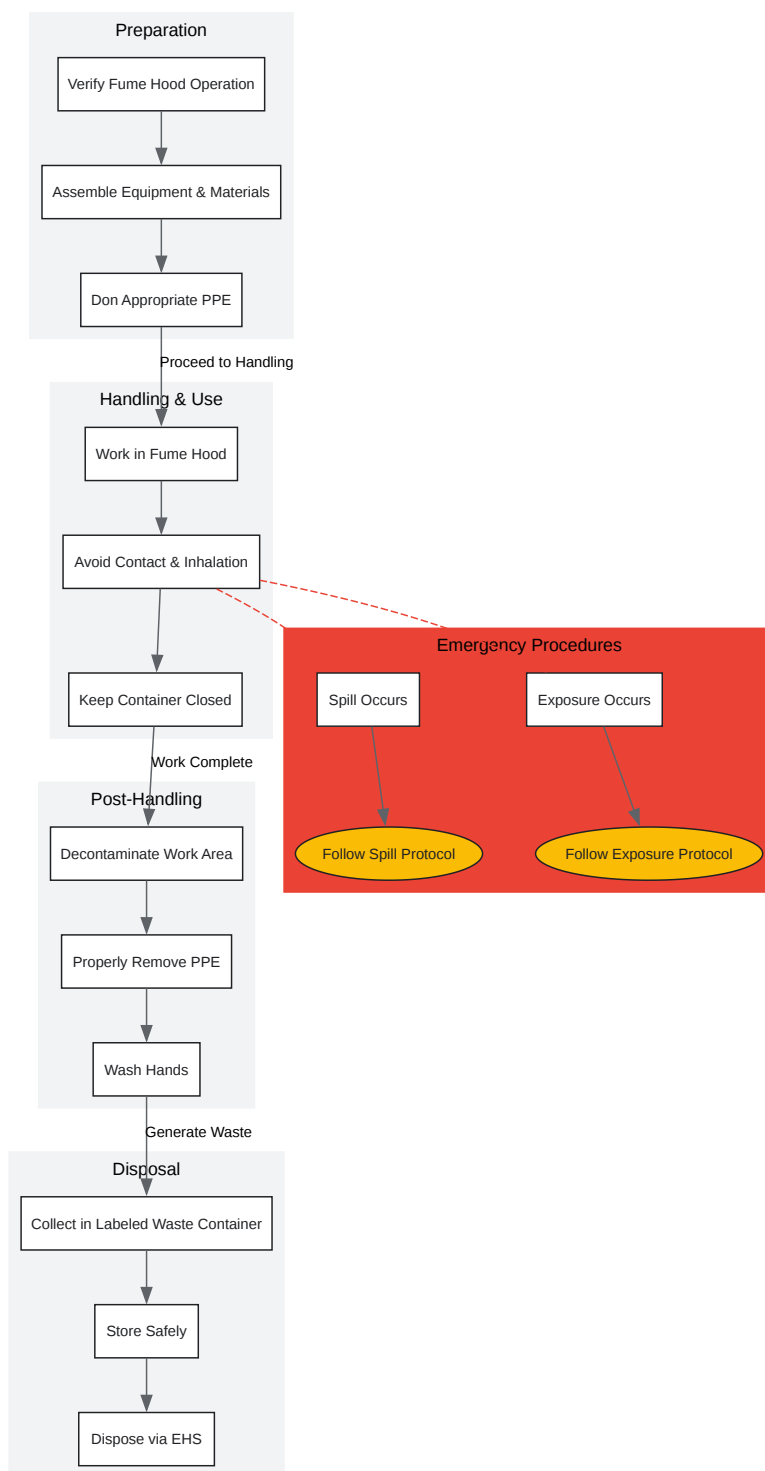 Preparation
Verify Fume Hood Operation
Assemble Equipment & Materials
Don Appropriate PPE
Proceed to Handling
Handling & Use
Work in Fume Hood
Avoid Contact & Inhalation
Keep Container Closed
Work Complete
Emergency Procedures
Spill Occurs
Exposure Occurs
Follow Spill Protocol
Follow Exposure Protocol
Post-Handling
Decontaminate Work Area
Properly Remove PPE
Wash Hands
Generate Waste
Disposal
Collect in Labeled Waste Container
Store Safely
Dispose via EHS